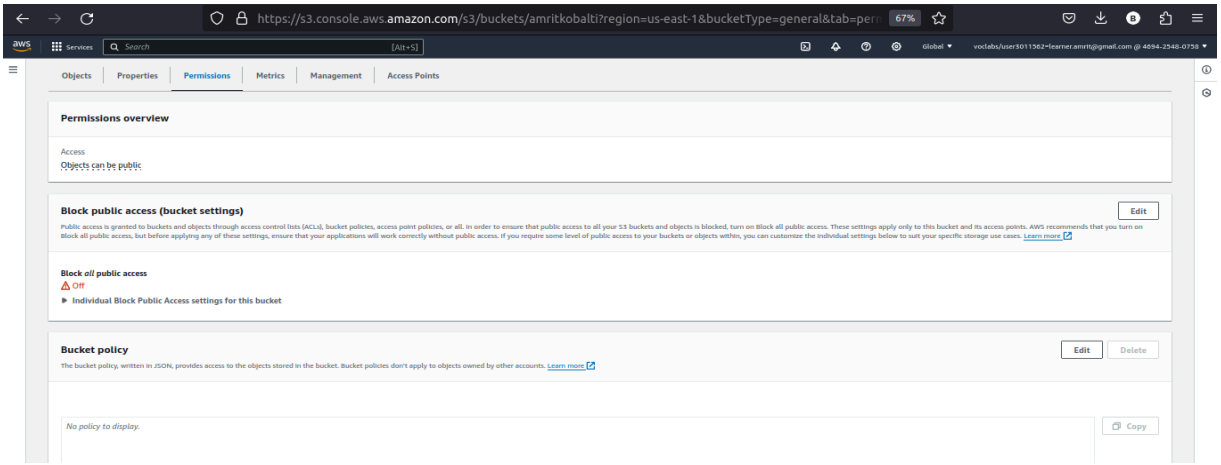 https://s3.console.aws.amazon.com/s3/buckets/amritkobalti?region=us-east-1&bucketType=general&tab=perm 67%
aws Services Search [Alt+S] Global voclabs/user3011562=learner.amrit@gmail.com @ 4694-2548-0758
Objects Properties Permissions Metrics Management Access Points
Permissions overview
Access
Objects can be public
Block public access (bucket settings) Edit
Public access is granted to buckets and objects through access control lists (ACLs), bucket policies, access point policies, or all. In order to ensure that public access to all your S3 buckets and objects is blocked, turn on Block all public access. These settings apply only to this bucket and its access points. AWS recommends that you turn on
Block all public access, but before applying any of these settings, ensure that your applications will work correctly without public access. If you require some level of public access to your buckets or objects within, you can customize the individual settings below to suit your specific storage use cases. Learn more
Block all public access
Off
Individual Block Public Access settings for this bucket
Bucket policy Edit Delete
The bucket policy, written in JSON, provides access to the objects stored in the bucket. Bucket policies don't apply to objects owned by other accounts. Learn more
No policy to display. Copy